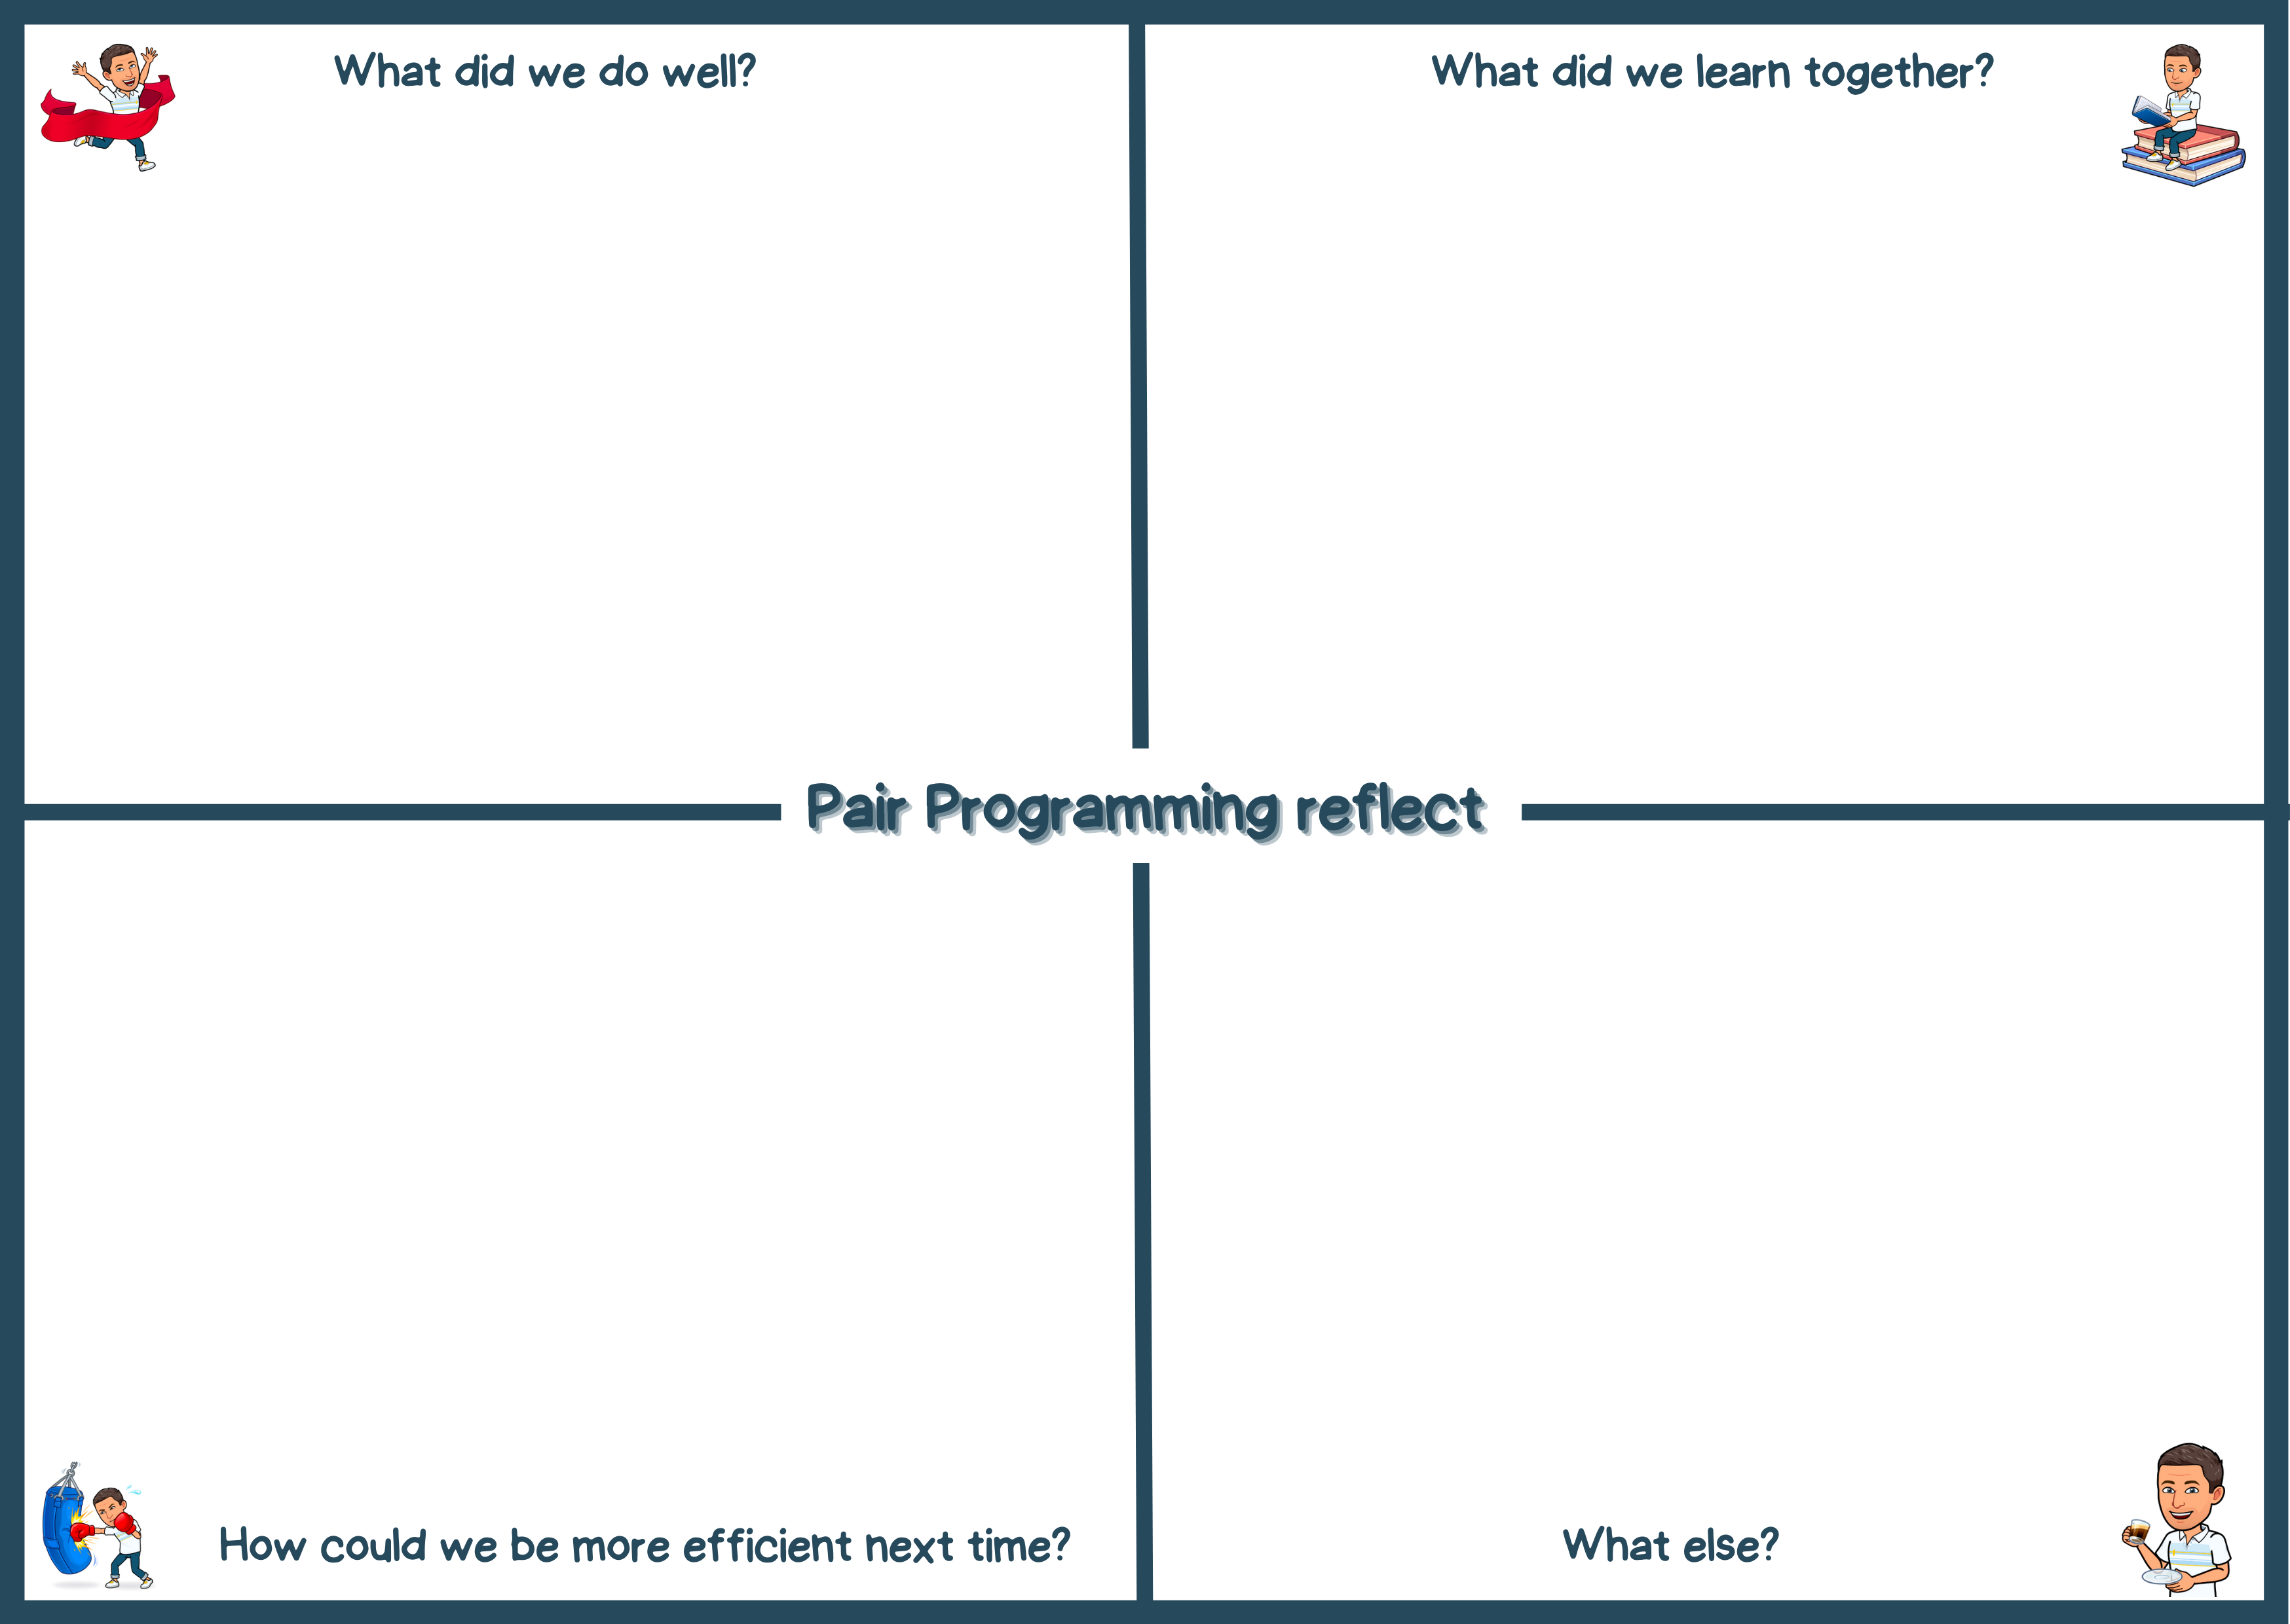 What did we do well?
What did we learn together?
Pair Programming reflect
How could we be more efficient next time?
What else?